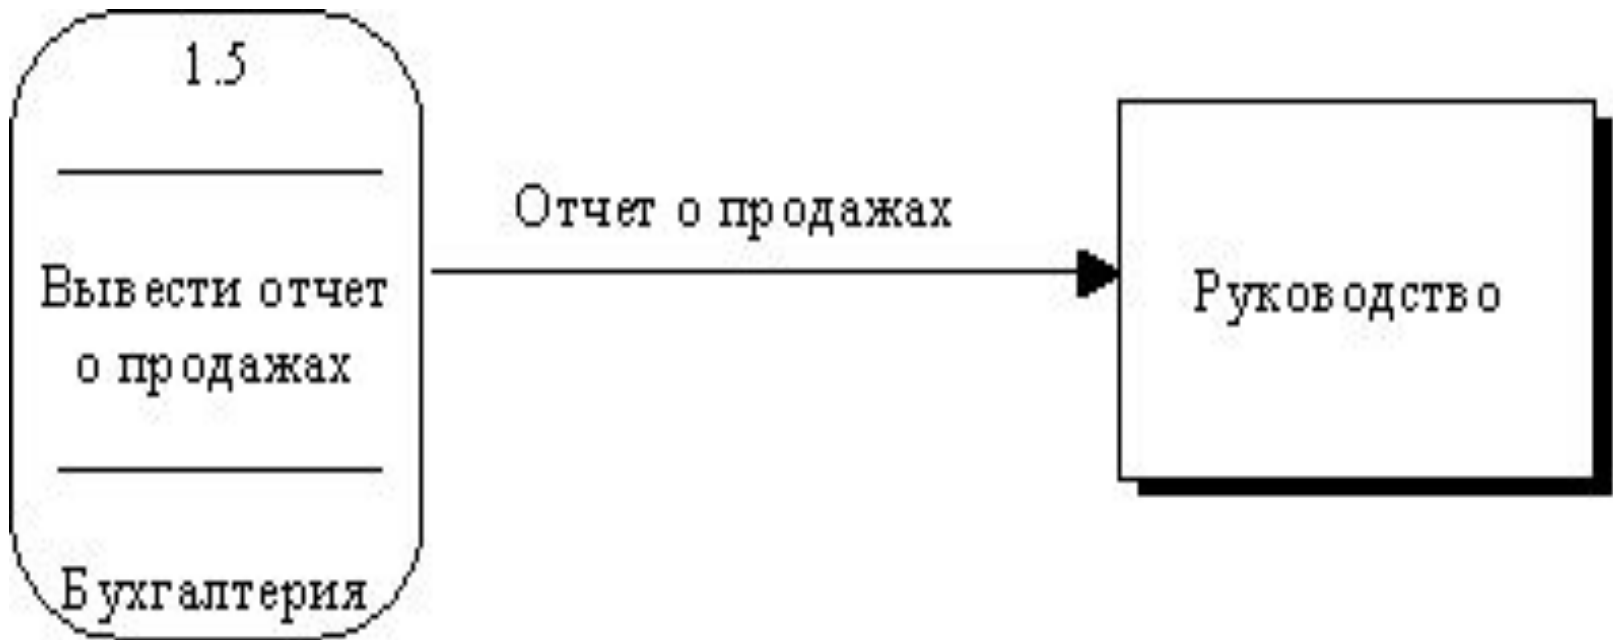 1.5
Вывести отчет
о продажах
Бухгалтерия
Отчет о продажах
Руководство